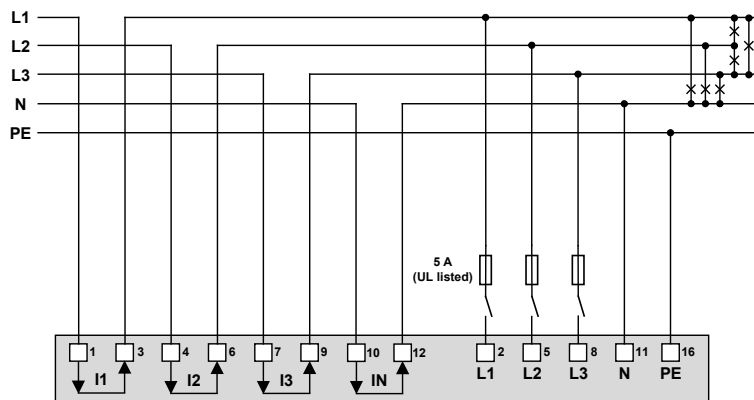 L1
L2
L3
N
PE
5 A
(UL listed)
1 3 4 6 7 9 10 12 2 5 8 11 16
I1 I2 I3 IN L1 L2 L3 N PE